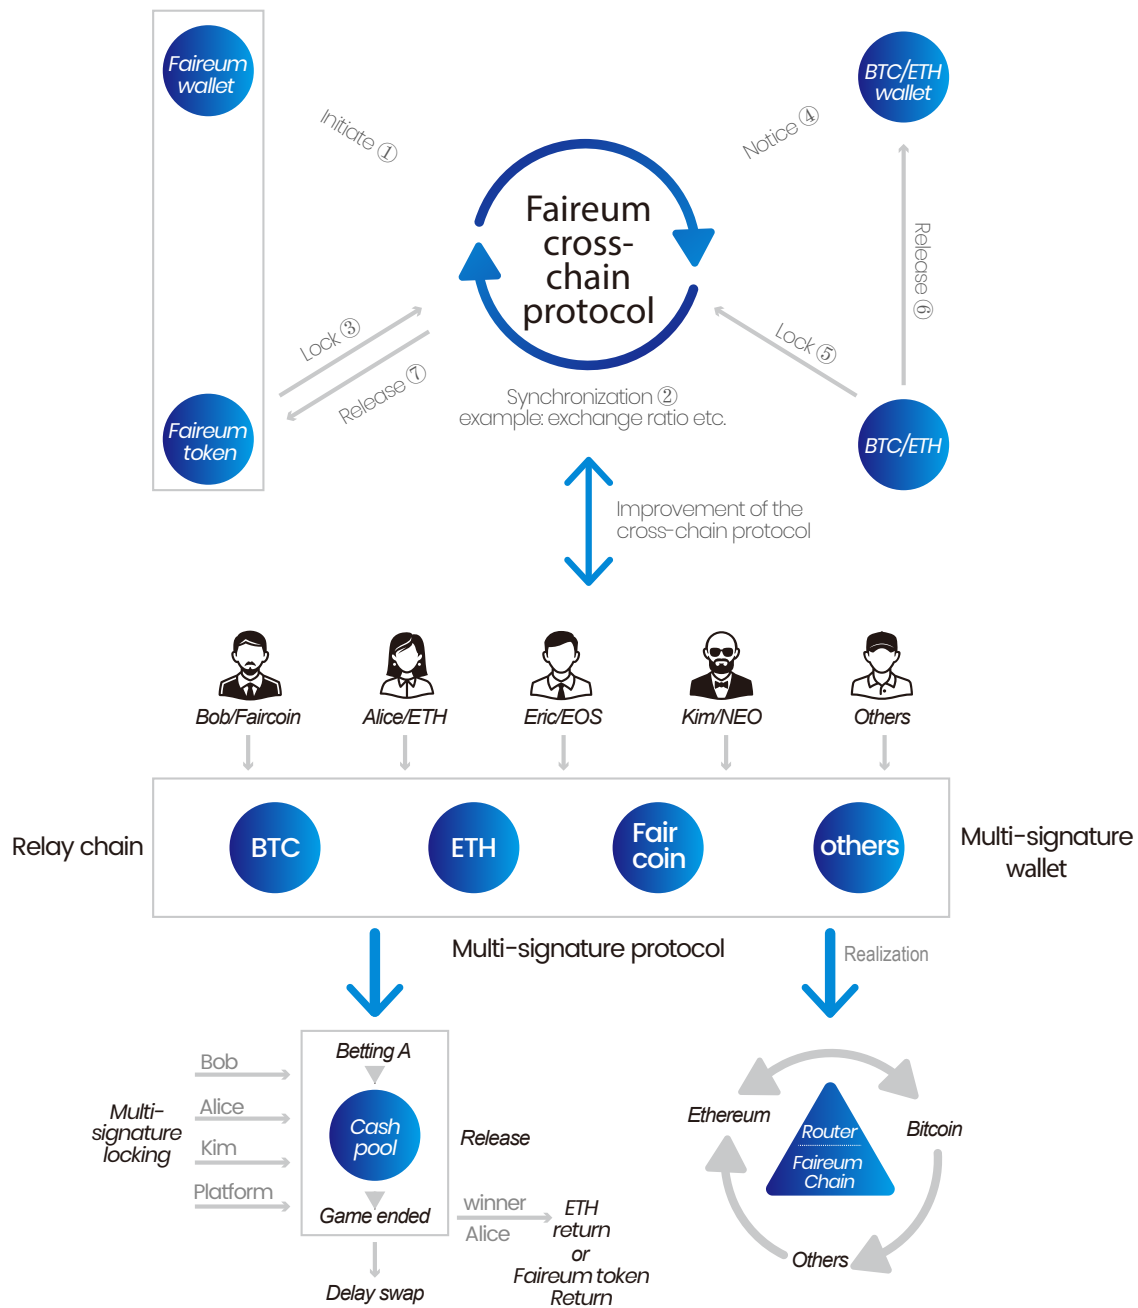 Faireum
wallet
BTC/ETH
wallet
Initiate ①
Notice ④
Faireum
cross-
chain
protocol
Release ⑥
Lock ③
Release ⑦
Lock ⑤
Synchronization ②
example: exchange ratio etc.
Faireum
token
BTC/ETH
Improvement of the
cross-chain protocol
Bob/Faircoin
Alice/ETH
Eric/EOS
Kim/NEO
Others
Relay chain
BTC
ETH
Fair
coin
others
Multi-signature
wallet
Multi-signature protocol
Realization
Multi-
signature
locking
Bob
Alice
Kim
Platform
Betting A
Cash
pool
Game ended
Delay swap
Release
winner
Alice
ETH
return
or
Faireum token
Return
Ethereum
Bitcoin
Router
Faireum
Chain
Others